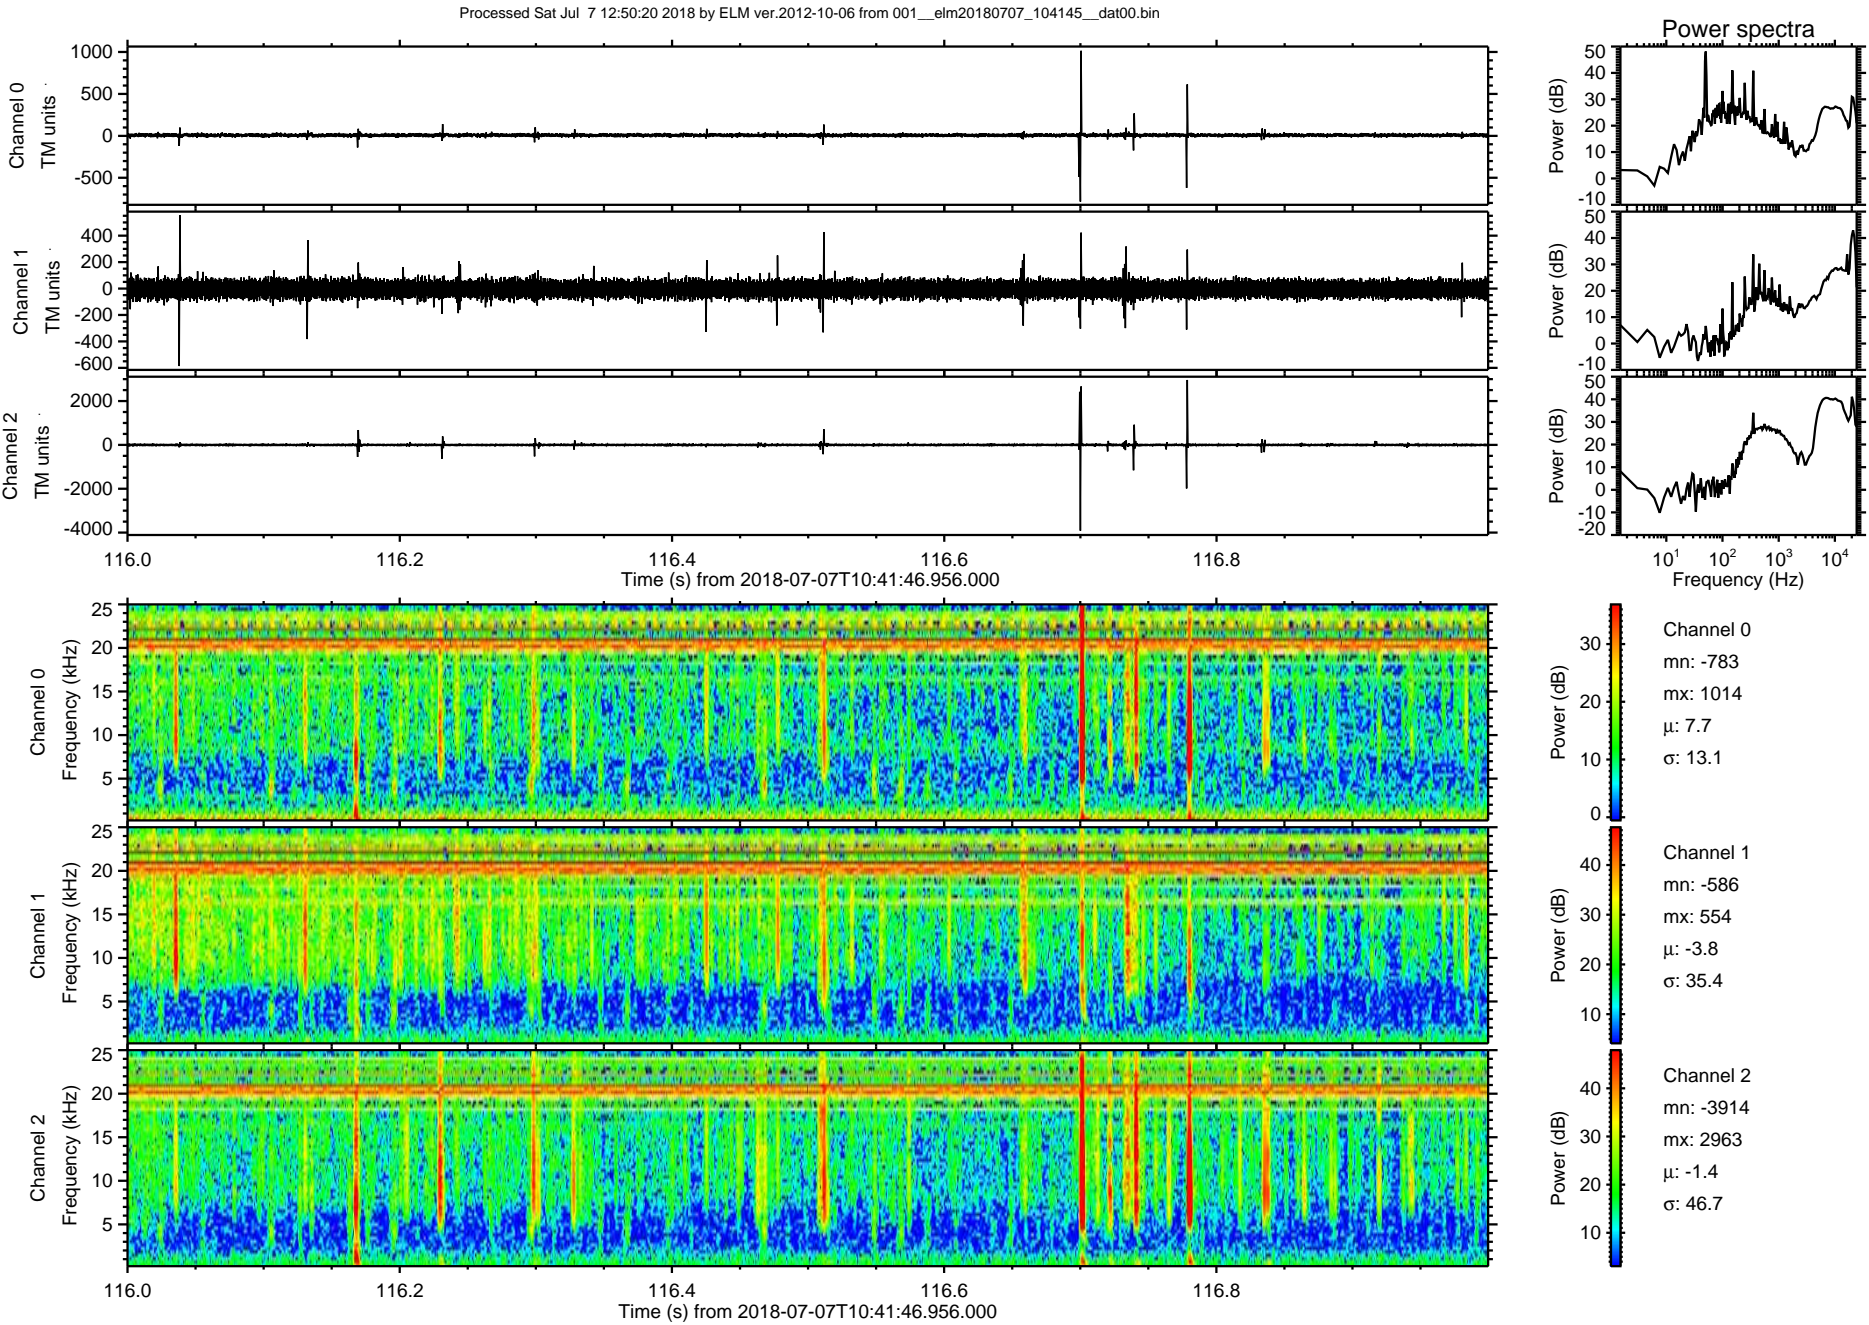 Processed Sat Jul 7 12:50:20 2018 by ELM ver.2012-10-06 from 001__elm20180707_104145__dat00.bin
Power spectra
Channel 0
TM units
1000
500
0
-500
Power (dB)
50
40
30
20
10
0
-10
Channel 1
TM units
400
200
0
-200
-400
-600
Power (dB)
50
40
30
20
10
0
-10
Channel 2
TM units
2000
0
-2000
-4000
Power (dB)
50
40
30
20
10
0
-10
-20
116.0 116.2 116.4 116.6 116.8
Time (s) from 2018-07-07T10:41:46.956.000
10^1 10^2 10^3 10^4
Frequency (Hz)
Channel 0
Frequency (kHz)
25
20
15
10
5
Power (dB)
30
20
10
0
Channel 0
mn: -783
mx: 1014
μ: 7.7
σ: 13.1
Channel 1
Frequency (kHz)
25
20
15
10
5
Power (dB)
40
30
20
10
Channel 1
mn: -586
mx: 554
μ: -3.8
σ: 35.4
Channel 2
Frequency (kHz)
25
20
15
10
5
Power (dB)
40
30
20
10
Channel 2
mn: -3914
mx: 2963
μ: -1.4
σ: 46.7
116.0 116.2 116.4 116.6 116.8
Time (s) from 2018-07-07T10:41:46.956.000